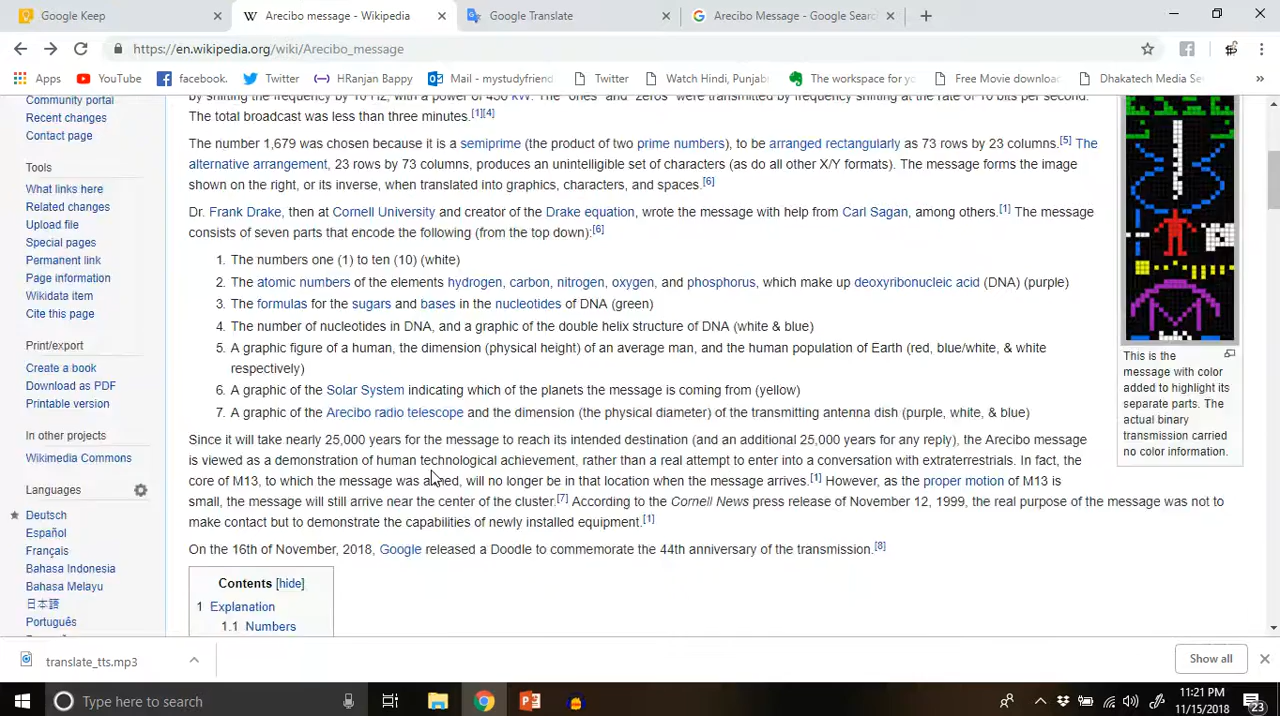 Google Keep
Arecibo message - Wikipedia
Google Translate
Arecibo Message - Google Sear
https://en.wikipedia.org/wiki/Arecibo_message
Apps YouTube facebook. Twitter HRanjan Bappy Mail - mystudyfriend Twitter Watch Hindi, Punjabi The workspace for yo Free Movie download Dhakatech Media Se »
Community portal
Recent changes
Related changes
Contact page
Tools
What links here
Related changes
Upload file
Special pages
Permanent link
Page information
Wikidata item
Cite this page
Print/export
Create a book
Download as PDF
Printable version
In other projects
Wikimedia Commons
Languages
Deutsch
Español
Français
Bahasa Indonesia
Bahasa Melayu
日本語
Português
The total broadcast was less than three minutes.[1][4]
The number 1,679 was chosen because it is a semiprime (the product of two prime numbers), to be arranged rectangularly as 73 rows by 23 columns.[5] The
alternative arrangement, 23 rows by 73 columns, produces an unintelligible set of characters (as do all other X/Y formats). The message forms the image
shown on the right, or its inverse, when translated into graphics, characters, and spaces.[6]
Dr. Frank Drake, then at Cornell University and creator of the Drake equation, wrote the message with help from Carl Sagan, among others.[1] The message
consists of seven parts that encode the following (from the top down):[6]
1. The numbers one (1) to ten (10) (white)
2. The atomic numbers of the elements hydrogen, carbon, nitrogen, oxygen, and phosphorus, which make up deoxyribonucleic acid (DNA) (purple)
3. The formulas for the sugars and bases in the nucleotides of DNA (green)
4. The number of nucleotides in DNA, and a graphic of the double helix structure of DNA (white & blue)
5. A graphic figure of a human, the dimension (physical height) of an average man, and the human population of Earth (red, blue/white, & white
respectively)
6. A graphic of the Solar System indicating which of the planets the message is coming from (yellow)
7. A graphic of the Arecibo radio telescope and the dimension (the physical diameter) of the transmitting antenna dish (purple, white, & blue)
Since it will take nearly 25,000 years for the message to reach its intended destination (and an additional 25,000 years for any reply), the Arecibo message
is viewed as a demonstration of human technological achievement, rather than a real attempt to enter into a conversation with extraterrestrials. In fact, the
core of M13, to which the message was aimed, will no longer be in that location when the message arrives.[1] However, as the proper motion of M13 is
small, the message will still arrive near the center of the cluster.[7] According to the Cornell News press release of November 12, 1999, the real purpose of the message was not to
make contact but to demonstrate the capabilities of newly installed equipment.[1]
On the 16th of November, 2018, Google released a Doodle to commemorate the 44th anniversary of the transmission.[8]
Contents [hide]
1 Explanation
1.1 Numbers
This is the
message with color
added to highlight its
separate parts. The
actual binary
transmission carried
no color information.
translate_tts.mp3
Show all
Type here to search
11:21 PM
11/15/2018
23